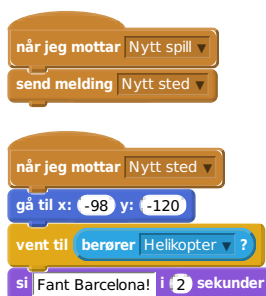 når jeg mottar Nytt spill
send melding Nytt sted
når jeg mottar Nytt sted
gå til x: -98 y: -120
vent til berører Helikopter ?
si Fant Barcelona! i 2 sekunder